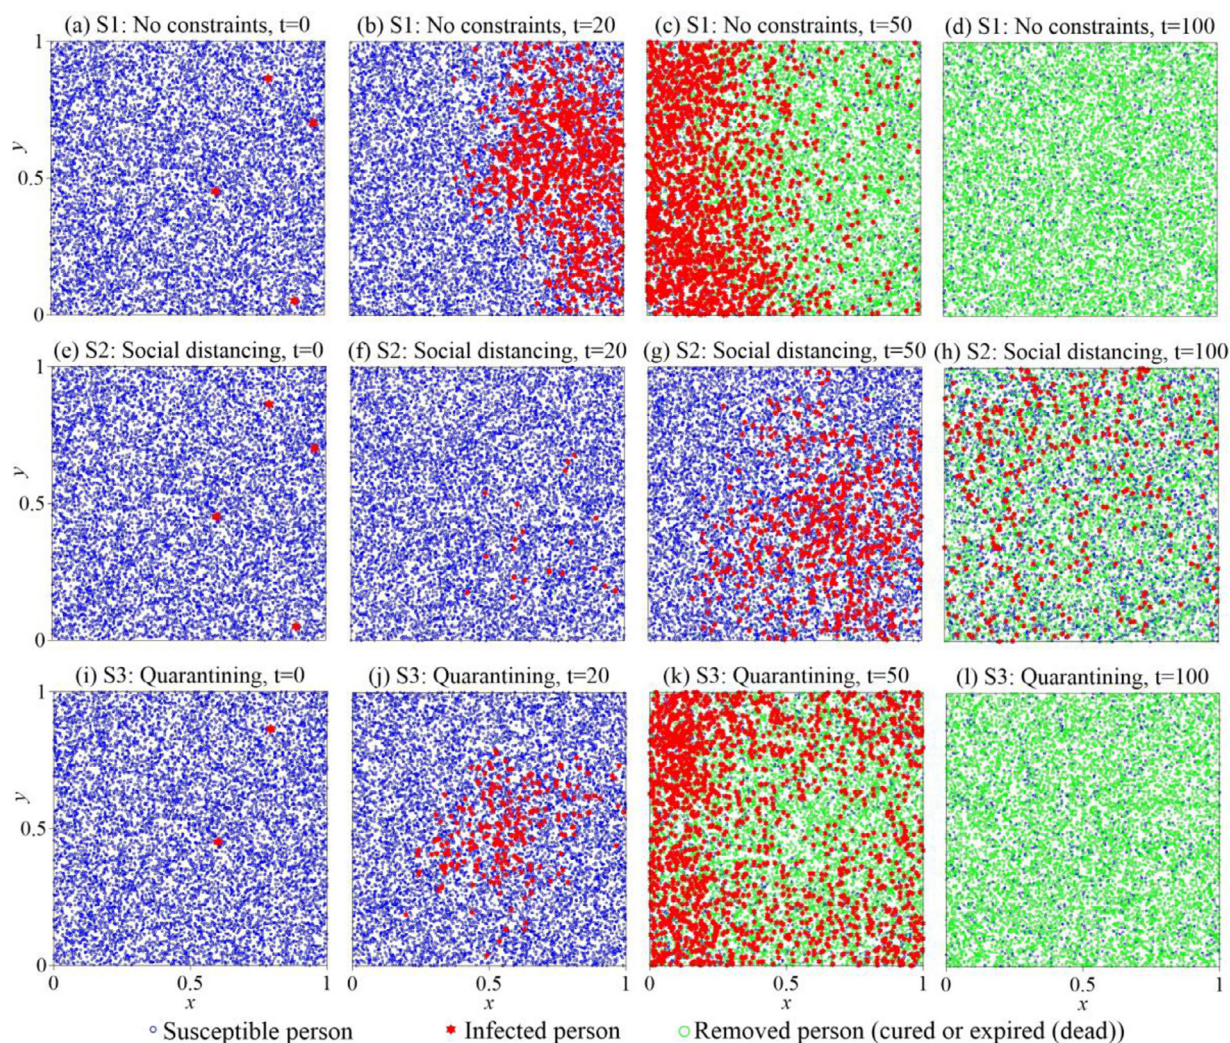 (a) S1: No constraints, t=0 (b) S1: No constraints, t=20 (c) S1: No constraints, t=50 (d) S1: No constraints, t=100
1
y
0.5
0
(e) S2: Social distancing, t=0 (f) S2: Social distancing, t=20 (g) S2: Social distancing, t=50 (h) S2: Social distancing, t=100
1
y
0.5
0
(i) S3: Quarantining, t=0 (j) S3: Quarantining, t=20 (k) S3: Quarantining, t=50 (l) S3: Quarantining, t=100
1
y
0.5
0
0 0.5 1 0 0.5 1 0 0.5 1 0 0.5 1
x x x x
Susceptible person Infected person Removed person (cured or expired (dead))